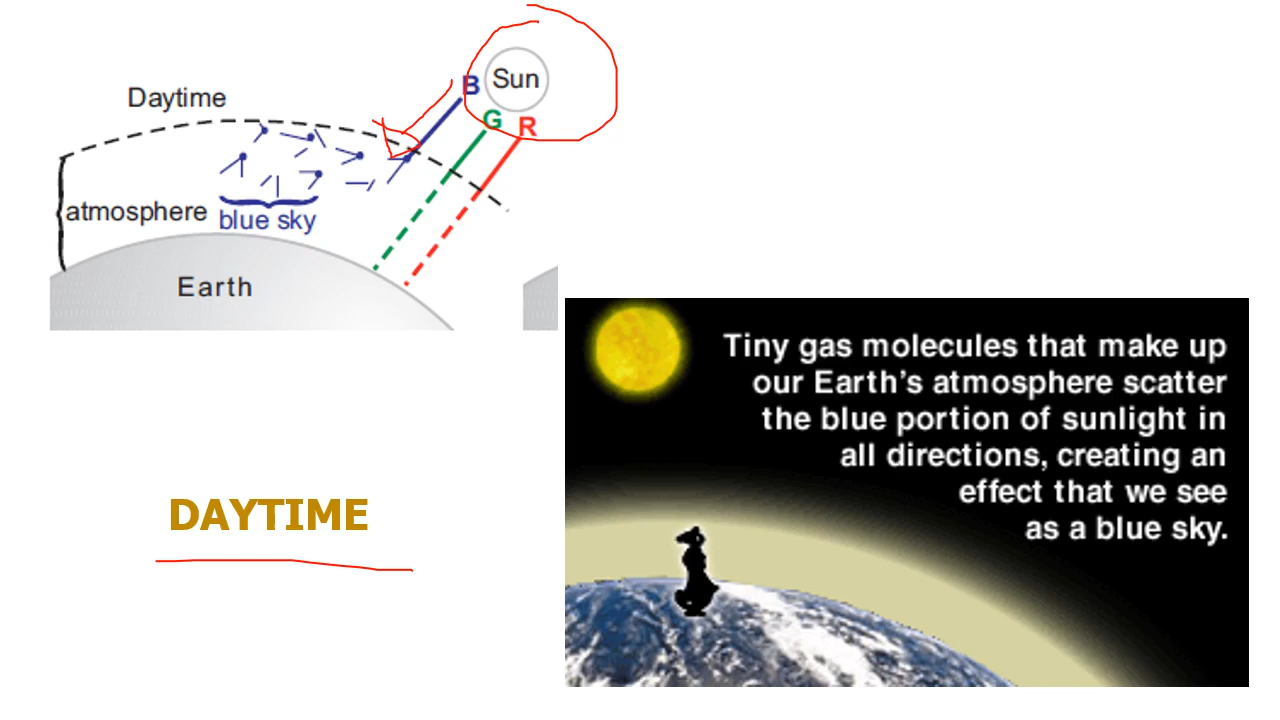 Daytime
Sun
B
G
R
atmosphere
blue sky
Earth
DAYTIME
Tiny gas molecules that make up
our Earth's atmosphere scatter
the blue portion of sunlight in
all directions, creating an
effect that we see
as a blue sky.